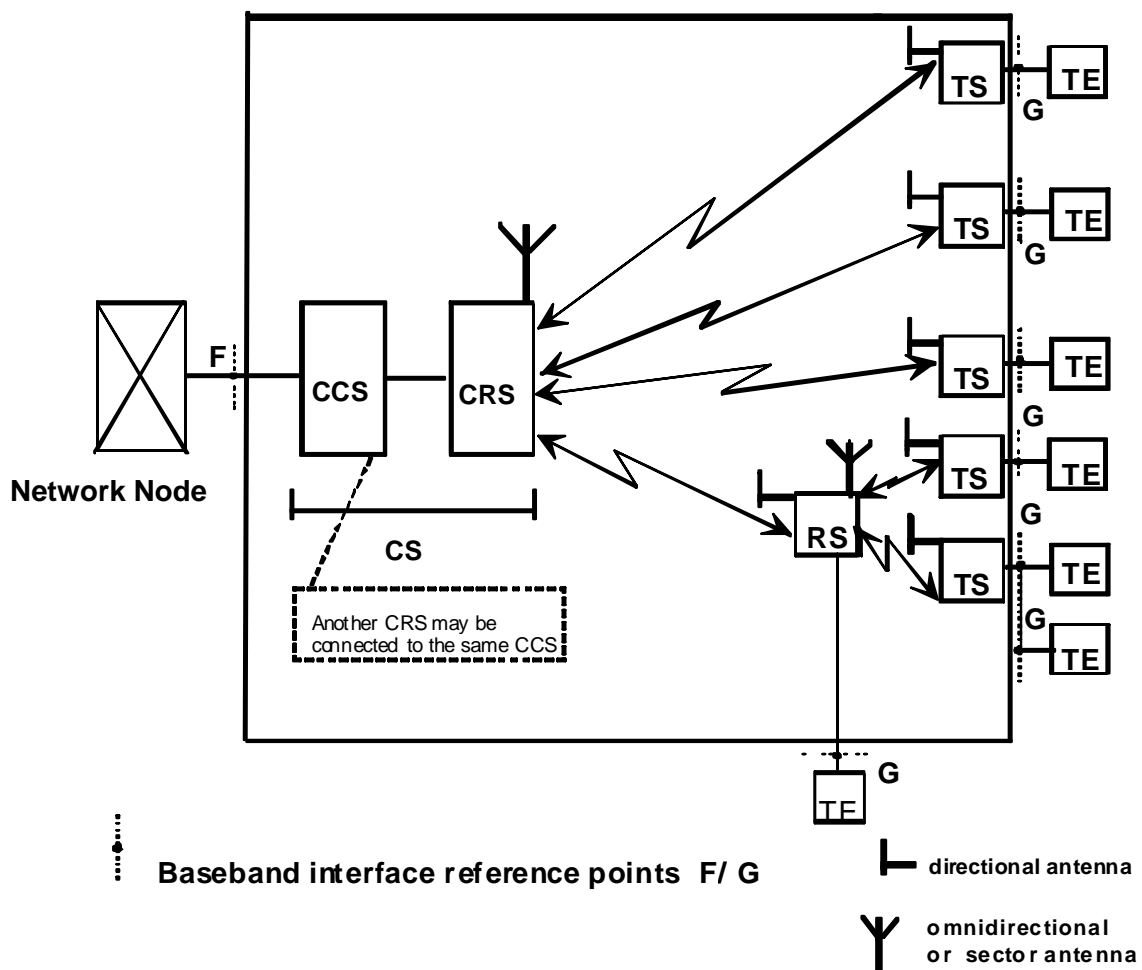 TS
TE
G
TS
TE
G
F
CCS
CRS
TS
TE
G
Network Node
TS
TE
G
RS
CS
TS
TE
G
TE
Another CRS may be
connected to the same CCS
G
TE
Baseband interface reference points F/ G
directional antenna
omnidirectional
or sector antenna